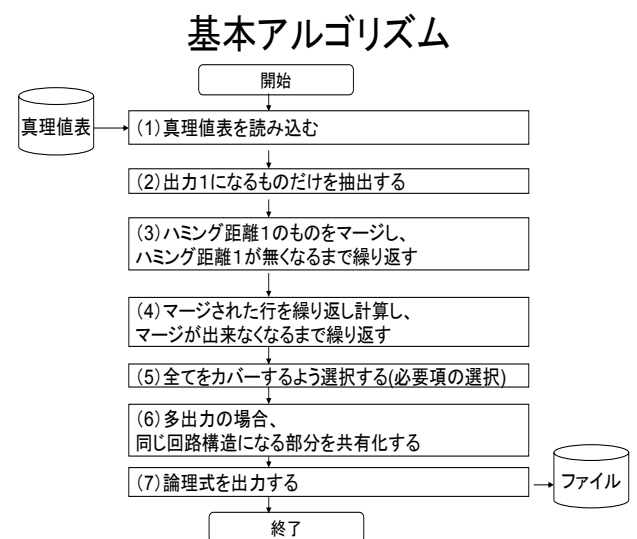 基本アルゴリズム
開始
真理値表
(1)真理値表を読み込む
(2)出力1になるものだけを抽出する
(3)ハミング距離1のものをマージし、
ハミング距離1が無くなるまで繰り返す
(4)マージされた行を繰り返し計算し、
マージが出来なくなるまで繰り返す
(5)全てをカバーするよう選択する(必要項の選択)
(6)多出力の場合、
同じ回路構造になる部分を共有化する
(7)論理式を出力する
ファイル
終了